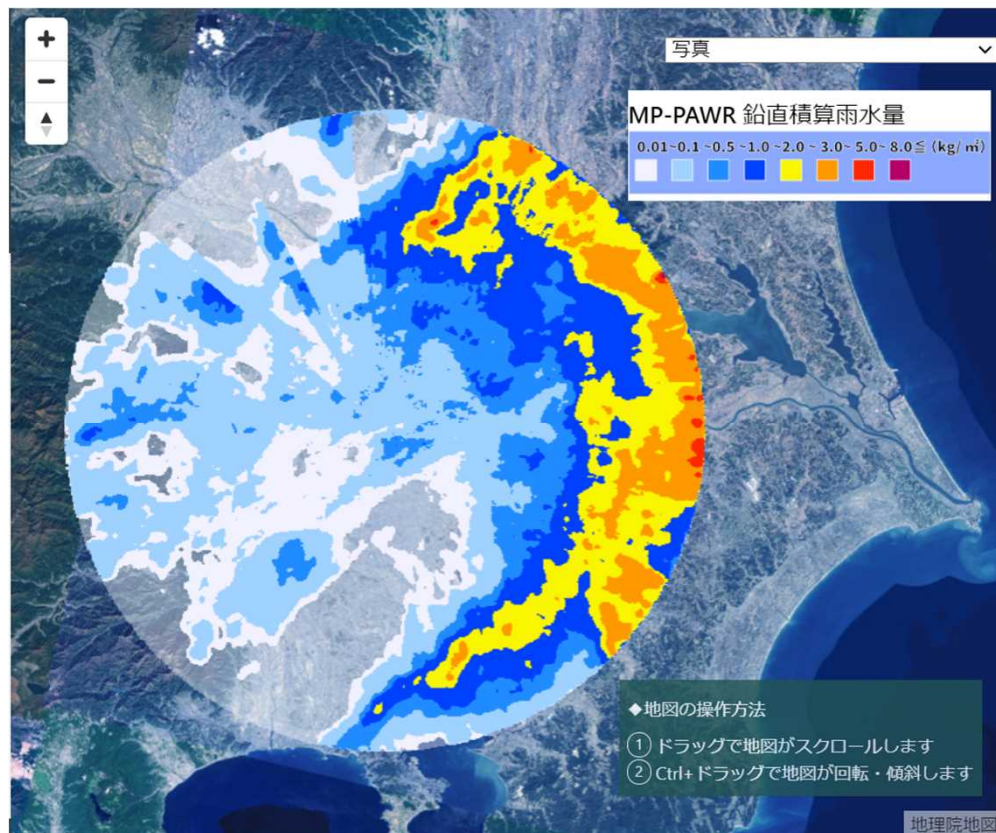 +
−
写真
MP-PAWR 鉛直積算雨水量
0.01~0.1 ~0.5 ~1.0 ~2.0 ~ 3.0~ 5.0~ 8.0≦ (kg/㎡)
◆地図の操作方法
① ドラッグで地図がスクロールします
② Ctrl+ドラッグで地図が回転・傾斜します
地理院地図